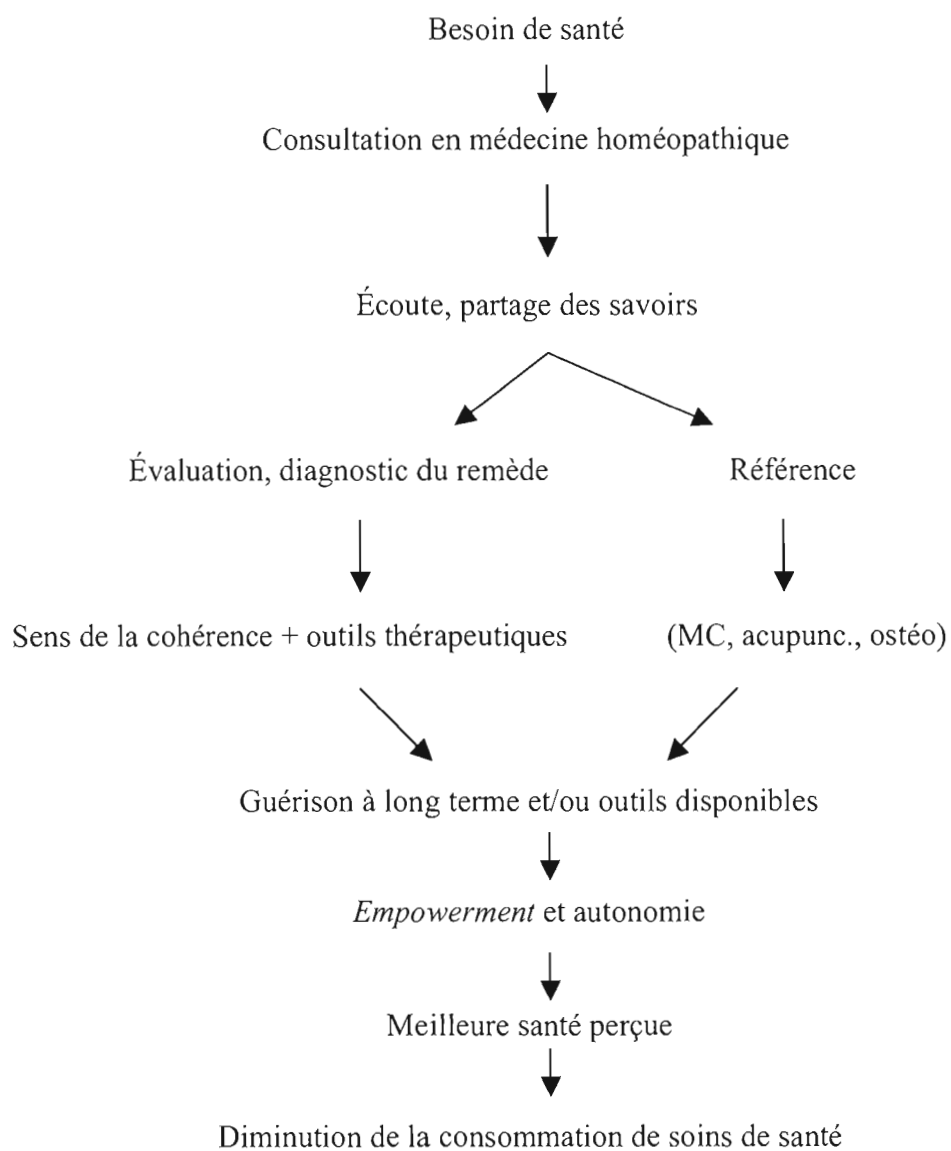 Besoin de santé
Consultation en médecine homéopathique
Écoute, partage des savoirs
Évaluation, diagnostic du remède
Référence
Sens de la cohérence + outils thérapeutiques
(MC, acupunc., ostéo)
Guérison à long terme et/ou outils disponibles
Empowerment et autonomie
Meilleure santé perçue
Diminution de la consommation de soins de santé